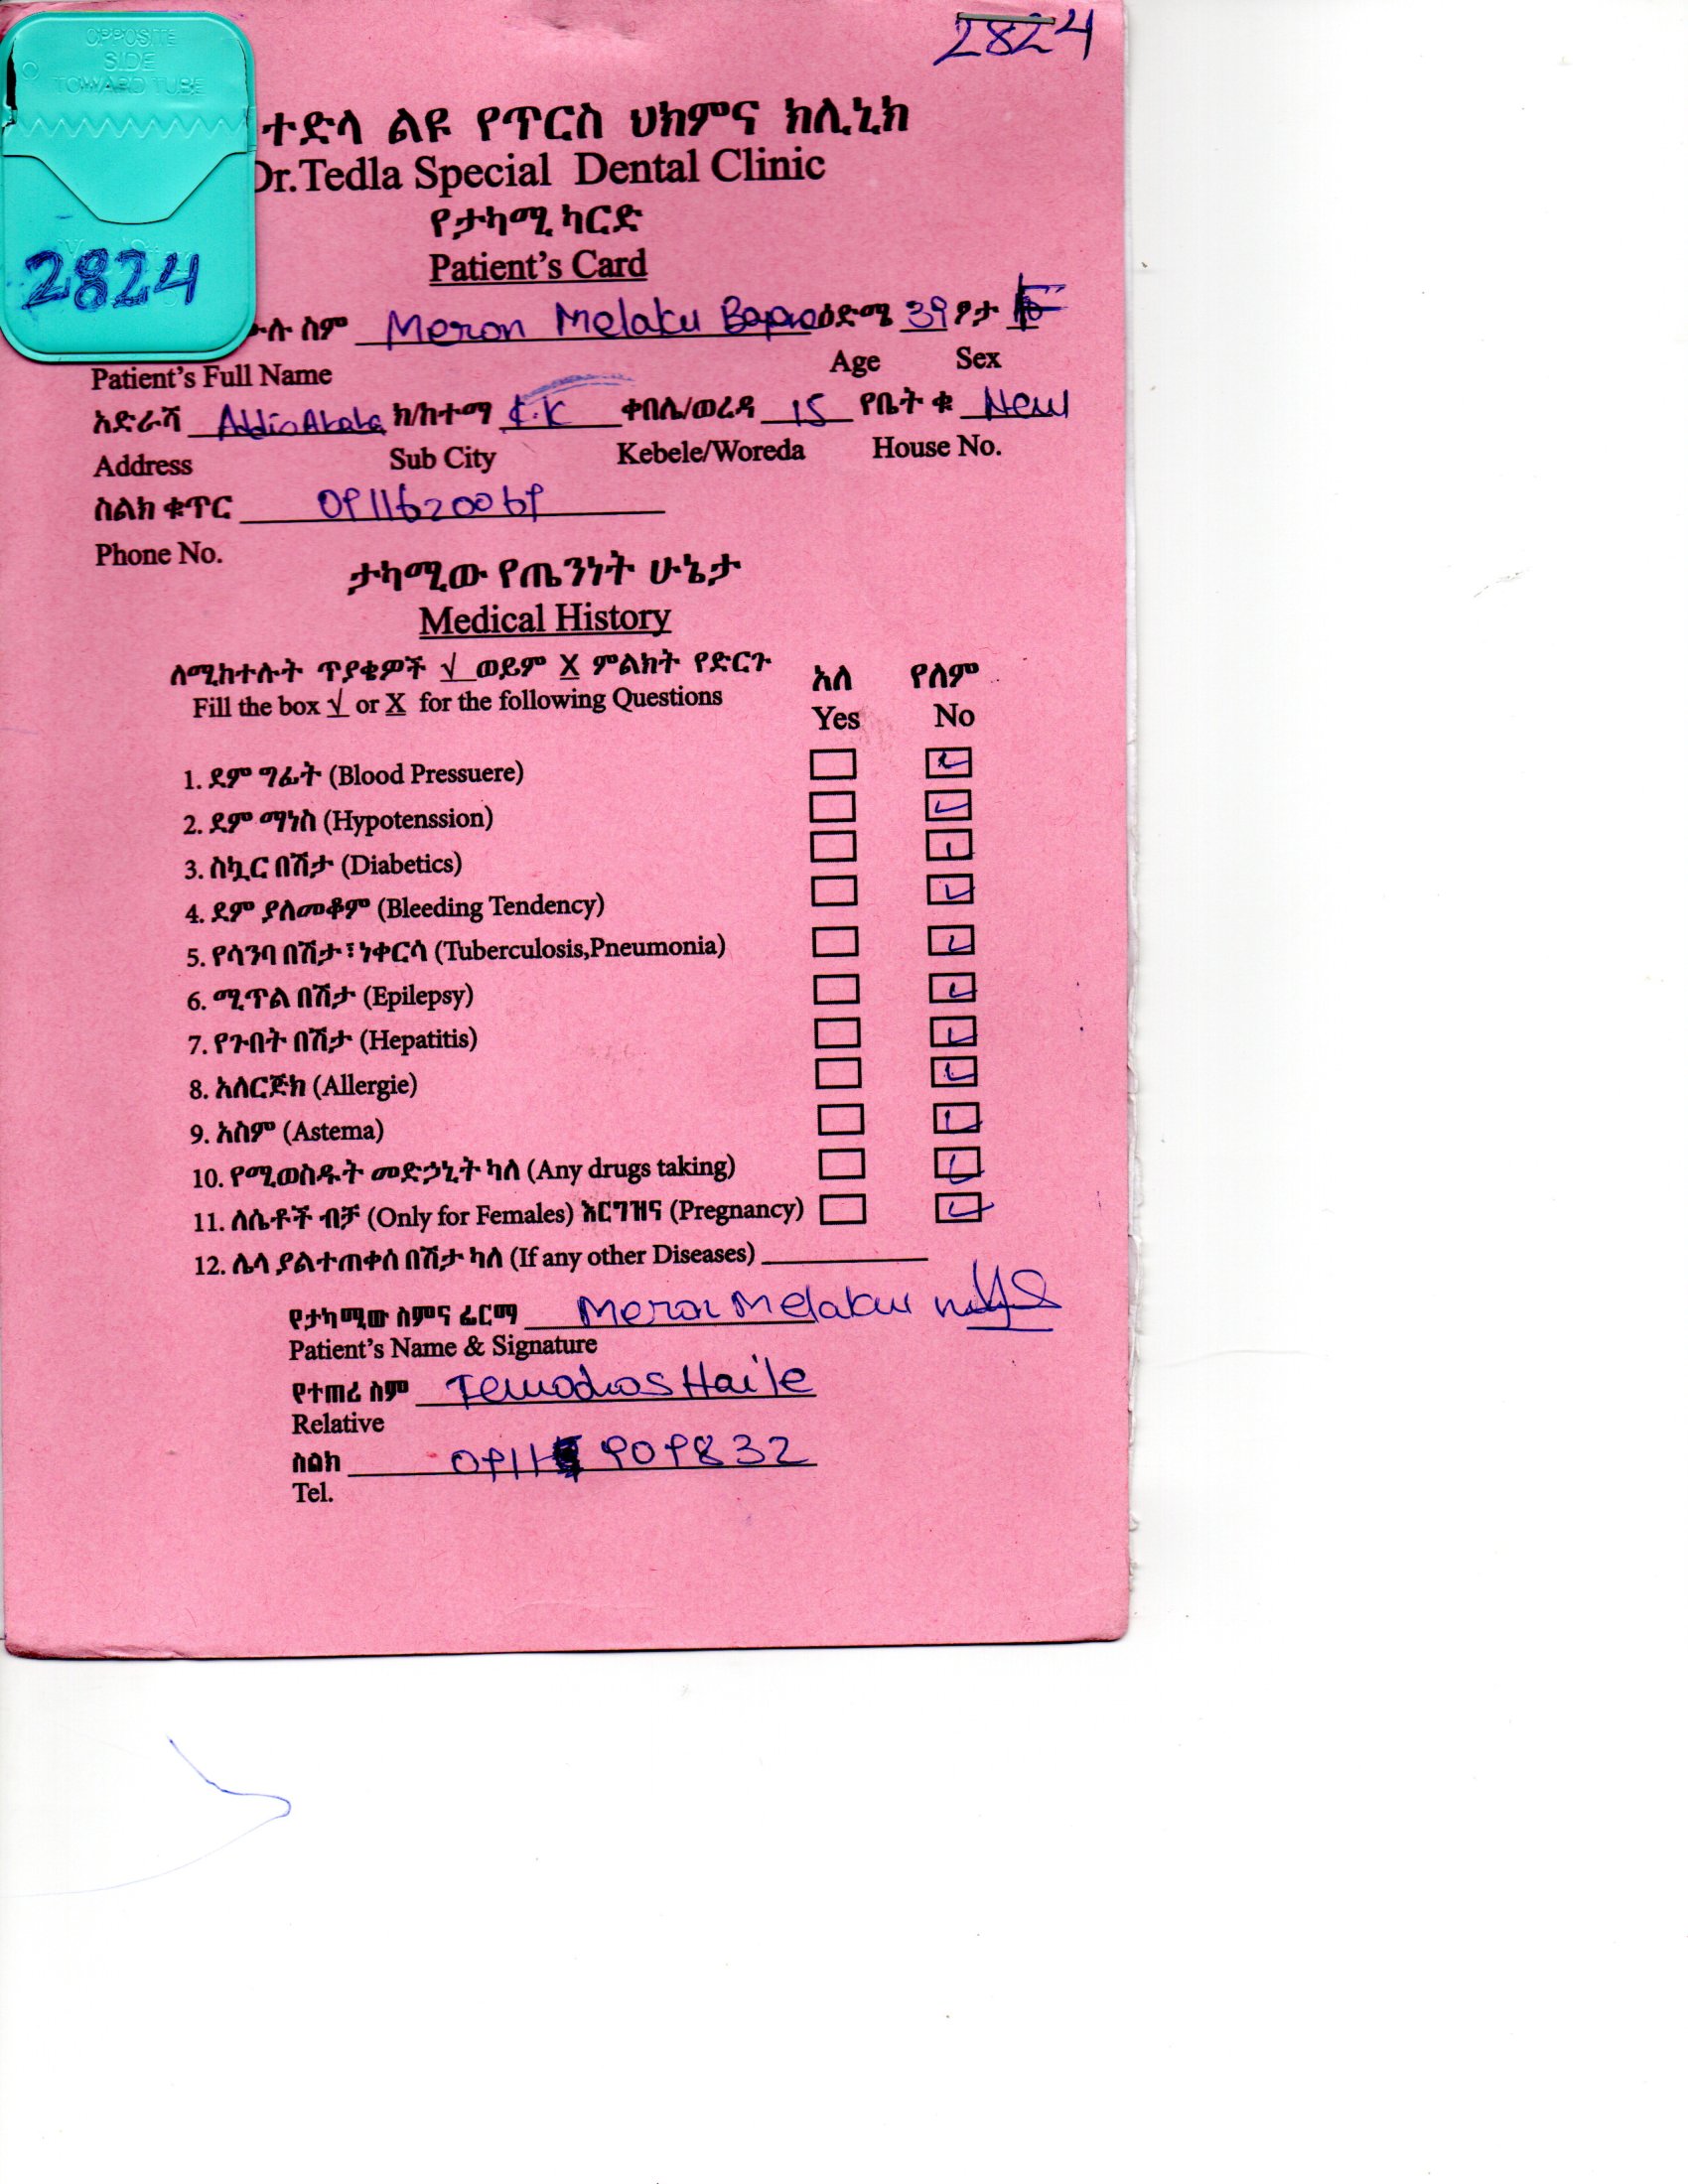 2824
OPPOSITE
SIDE
TOWARD TUBE
2824
ተድላ ልዩ የጥርስ ህክምና ክሊኒክ
Dr.Tedla Special Dental Clinic
የታካሚ ካርድ
Patient's Card
ሙሉ ስም Meron Melaku ዕድሜ 39 ፆታ F
Patient's Full Name Age Sex
አድራሻ Addis Ababa ክ/ከተማ K.K ቀበሌ/ወረዳ 15 የቤት ቁ New
Address Sub City Kebele/Woreda House No.
ስልክ ቁጥር 0911620069
Phone No.
ታካሚው የጤንነት ሁኔታ
Medical History
ለሚከተሉት ጥያቄዎች √ ወይም X ምልክት የድርጉ አለ የለም
Fill the box √ or X for the following Questions Yes No
1. ደም ግፊት (Blood Pressuere)
2. ደም ማነስ (Hypotenssion)
3. ስኳር በሽታ (Diabetics)
4. ደም ያለመቆም (Bleeding Tendency)
5. የሳንባ በሽታ፣ነቀርሳ (Tuberculosis,Pneumonia)
6. ሚጥል በሽታ (Epilepsy)
7. የጉበት በሽታ (Hepatitis)
8. አለርጅክ (Allergie)
9. አስም (Astema)
10. የሚወስዱት መድኃኒት ካለ (Any drugs taking)
11. ለሴቶች ብቻ (Only for Females) እርግዝና (Pregnancy)
12. ሌላ ያልተጠቀሰ በሽታ ካለ (If any other Diseases)
የታካሚው ስምና ፊርማ Meron Melaku
Patient's Name & Signature
የተጠሪ ስም Tewodros Haile
Relative
ስልክ 0911 909832
Tel.